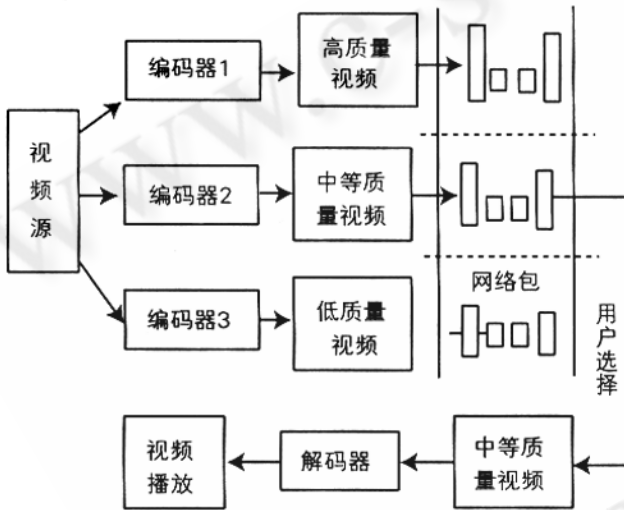 编码器1
高质量
视频
视
频
源
编码器2
中等质
量视频
网络包
编码器3
低质量
视频
用户选择
视频
播放
解码器
中等质
量视频